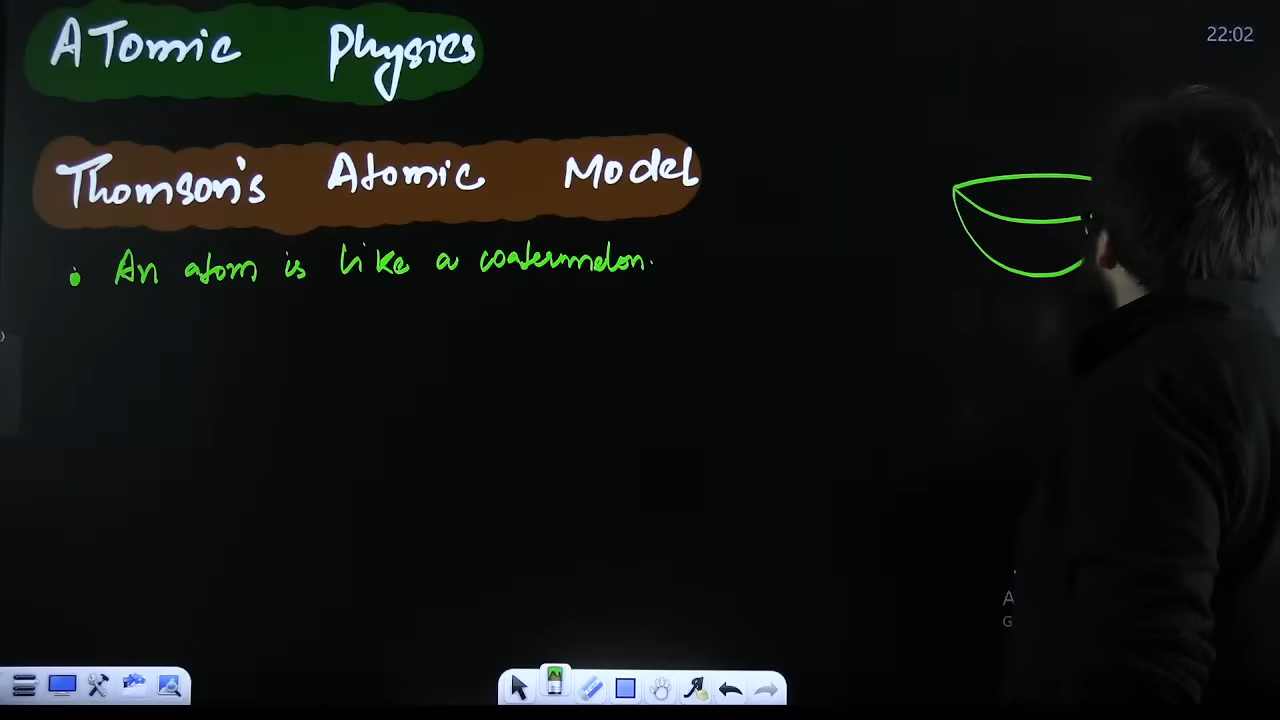 ATomic Physics
22:02
Thomson's Atomic Model
• An atom is like a watermelon.